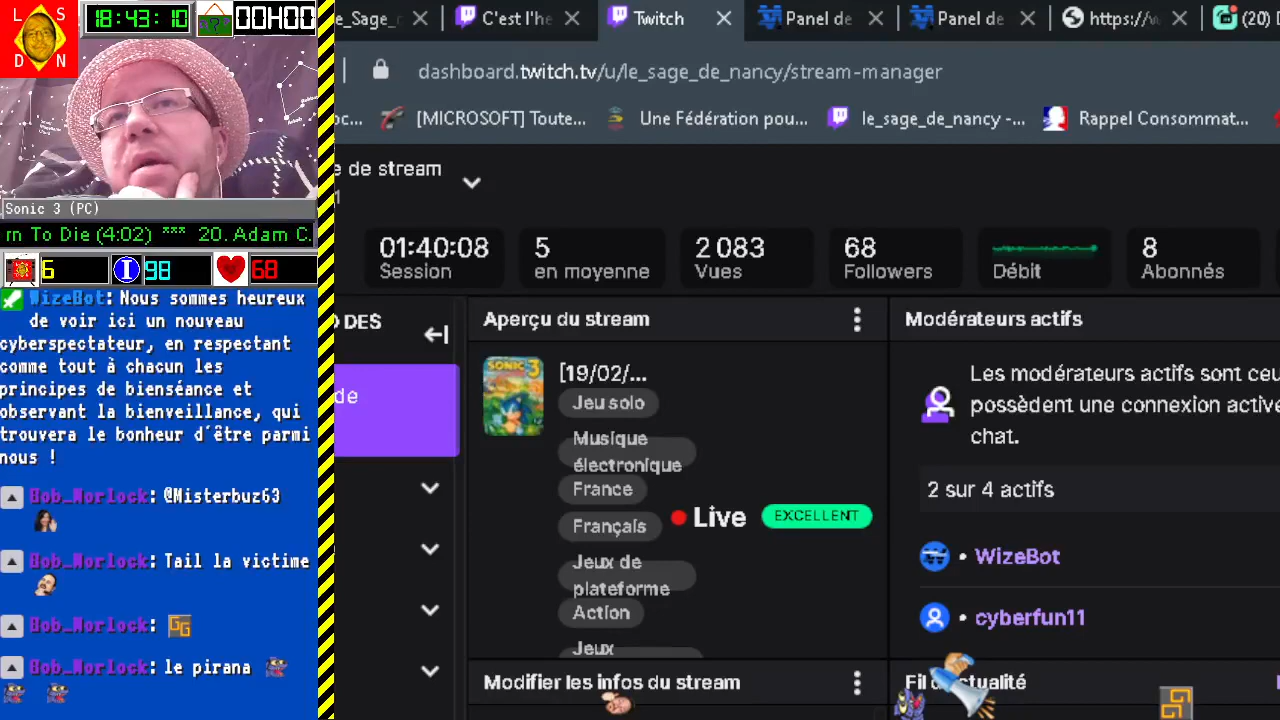 L S
D N
18:43:10
00H00
Sonic 3 (PC)
rn To Die (4:02) *** 20. Adam C.
6
98
68
WizeBot: Nous sommes heureux
de voir ici un nouveau
cyberspectateur, en respectant
comme tout à chacun les
principes de bienséance et
observant la bienveillance, qui
trouvera le bonheur d'être parmi
nous !
Bob_Morlock: @Misterbuz63
Bob_Morlock: Tail la victime
Bob_Morlock: GG
Bob_Morlock: le pirana
C'est l'he
Twitch
Panel de
Panel de
https://
(20)
dashboard.twitch.tv/u/le_sage_de_nancy/stream-manager
oc...
[MICROSOFT] Toute...
Une Fédération pou...
le_sage_de_nancy -...
Rappel Consommat...
e de stream
01:40:08
Session
5
en moyenne
2 083
Vues
68
Followers
Débit
8
Abonnés
DES
de
Aperçu du stream
SONIC 3
[19/02/...
Jeu solo
Musique
électronique
France
Français
Jeux de
plateforme
Action
Jeux
Live
EXCELLENT
Modérateurs actifs
Les modérateurs actifs sont ceu
possèdent une connexion active
chat.
2 sur 4 actifs
• WizeBot
• cyberfun11
Modifier les infos du stream